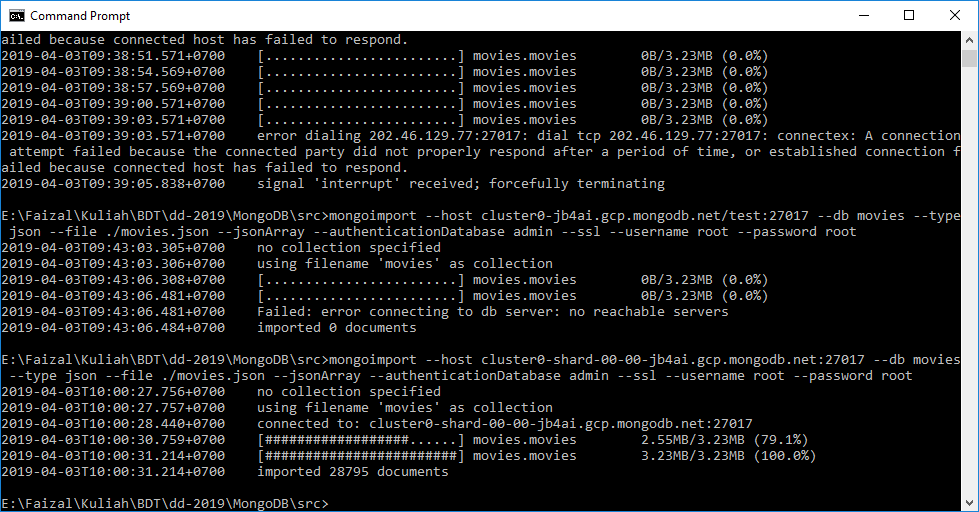 Command Prompt
ailed because connected host has failed to respond.
2019-04-03T09:38:51.571+0700    [........................] movies.movies        0B/3.23MB (0.0%)
2019-04-03T09:38:54.569+0700    [........................] movies.movies        0B/3.23MB (0.0%)
2019-04-03T09:38:57.569+0700    [........................] movies.movies        0B/3.23MB (0.0%)
2019-04-03T09:39:00.571+0700    [........................] movies.movies        0B/3.23MB (0.0%)
2019-04-03T09:39:03.571+0700    [........................] movies.movies        0B/3.23MB (0.0%)
2019-04-03T09:39:03.571+0700    error dialing 202.46.129.77:27017: dial tcp 202.46.129.77:27017: connectex: A connection
 attempt failed because the connected party did not properly respond after a period of time, or established connection f
ailed because connected host has failed to respond.
2019-04-03T09:39:05.838+0700    signal 'interrupt' received; forcefully terminating
E:\Faizal\Kuliah\BDT\dd-2019\MongoDB\src>mongoimport --host cluster0-jb4ai.gcp.mongodb.net/test:27017 --db movies --type
 json --file ./movies.json --jsonArray --authenticationDatabase admin --ssl --username root --password root
2019-04-03T09:43:03.305+0700    no collection specified
2019-04-03T09:43:03.306+0700    using filename 'movies' as collection
2019-04-03T09:43:06.308+0700    [........................] movies.movies        0B/3.23MB (0.0%)
2019-04-03T09:43:06.481+0700    [........................] movies.movies        0B/3.23MB (0.0%)
2019-04-03T09:43:06.481+0700    Failed: error connecting to db server: no reachable servers
2019-04-03T09:43:06.484+0700    imported 0 documents
E:\Faizal\Kuliah\BDT\dd-2019\MongoDB\src>mongoimport --host cluster0-shard-00-00-jb4ai.gcp.mongodb.net:27017 --db movies
 --type json --file ./movies.json --jsonArray --authenticationDatabase admin --ssl --username root --password root
2019-04-03T10:00:27.756+0700    no collection specified
2019-04-03T10:00:27.757+0700    using filename 'movies' as collection
2019-04-03T10:00:28.440+0700    connected to: cluster0-shard-00-00-jb4ai.gcp.mongodb.net:27017
2019-04-03T10:00:30.759+0700    [##################......] movies.movies        2.55MB/3.23MB (79.1%)
2019-04-03T10:00:31.214+0700    [########################] movies.movies        3.23MB/3.23MB (100.0%)
2019-04-03T10:00:31.214+0700    imported 28795 documents
E:\Faizal\Kuliah\BDT\dd-2019\MongoDB\src>